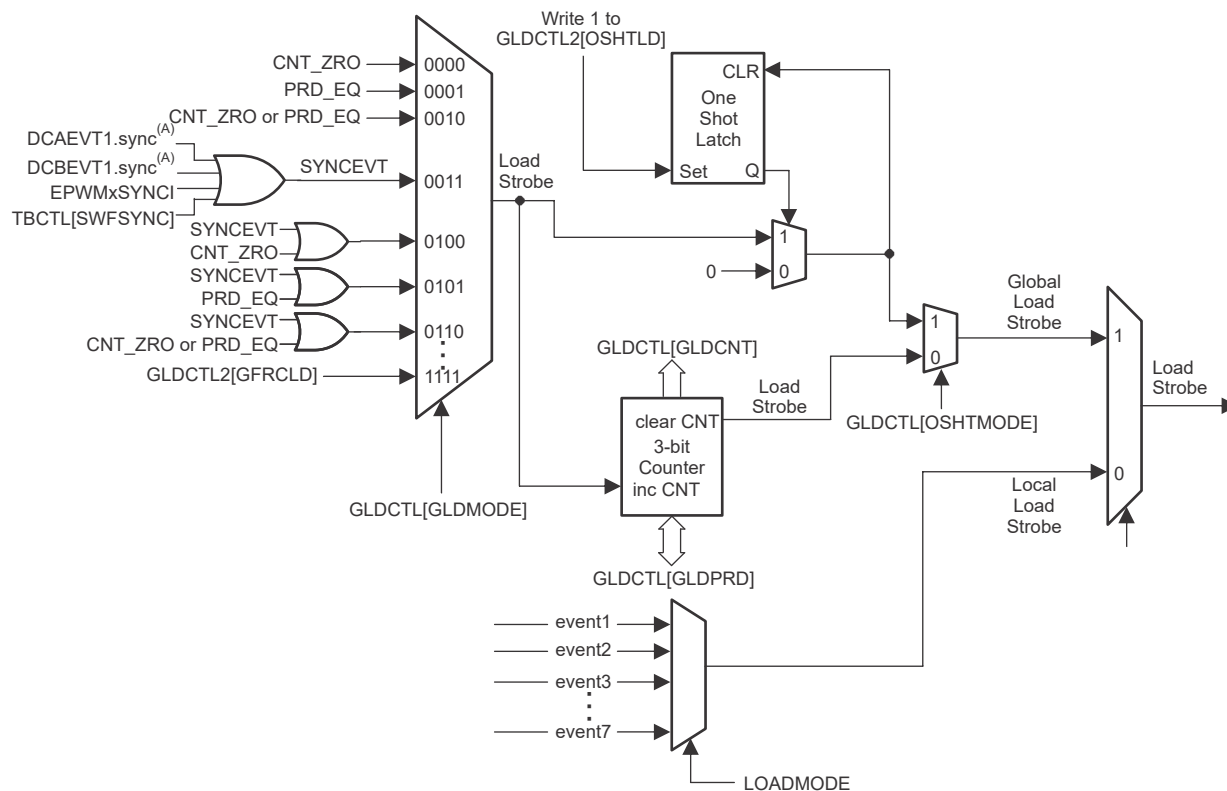 Write 1 to
GLDCTL2[OSHTLD]
CNT_ZRO
0000
PRD_EQ
0001
CNT_ZRO or PRD_EQ
0010
DCAEVT1.sync(A)
DCBEVT1.sync(A)
EPWMxSYNCI
TBCTL[SWFSYNC]
SYNCEVT
0011
SYNCEVT
CNT_ZRO
0100
SYNCEVT
PRD_EQ
0101
SYNCEVT
CNT_ZRO or PRD_EQ
0110
GLDCTL2[GFRCLD]
1111
GLDCTL[GLDMODE]
Load
Strobe
CLR
One
Shot
Latch
Set
Q
1
0
0
GLDCTL[GLDCNT]
clear CNT
3-bit
Counter
inc CNT
GLDCTL[GLDPRD]
Load
Strobe
1
0
GLDCTL[OSHTMODE]
Global
Load
Strobe
1
0
Local
Load
Strobe
Load
Strobe
event1
event2
event3
event7
LOADMODE